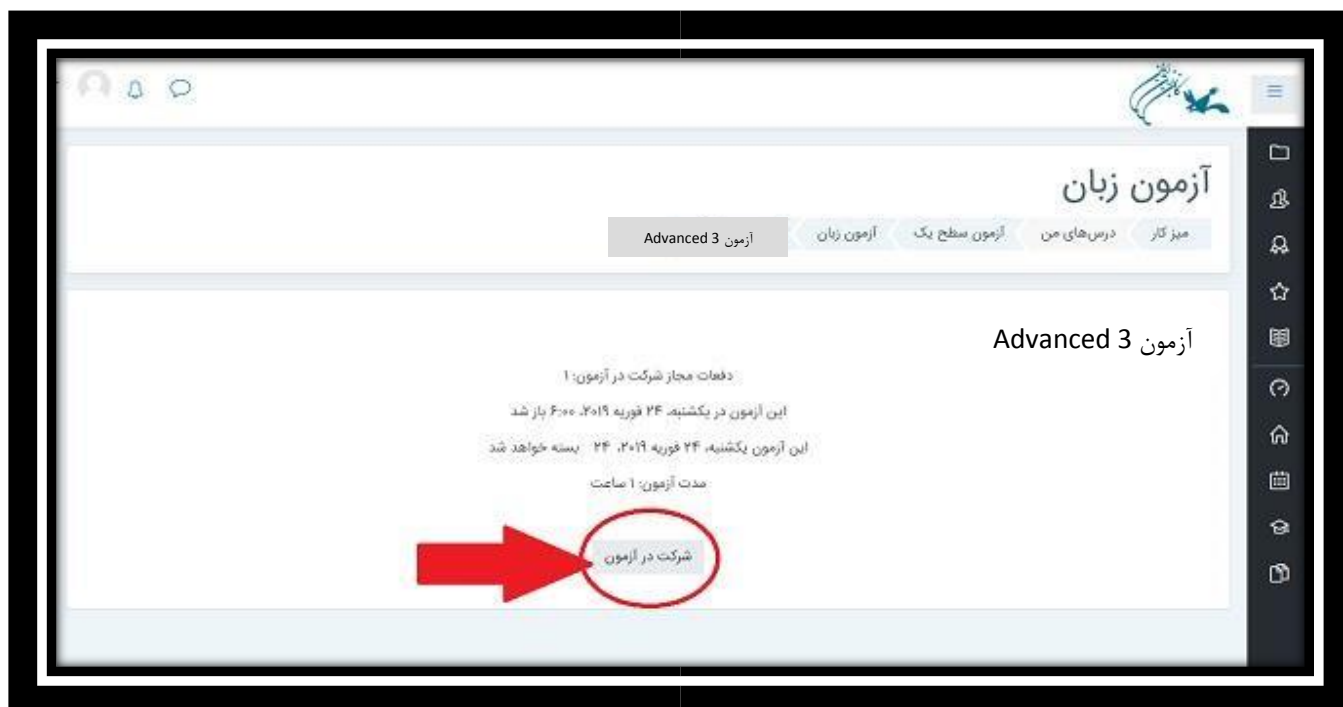 آزمون زبان
میز کار درس‌های من آزمون سطح یک آزمون زبان آزمون Advanced 3
آزمون Advanced 3
دفعات مجاز شرکت در آزمون: ۱
این آزمون در یکشنبه، ۲۴ فوریه ۲۰۱۹، ۶:۰۰ باز شد
این آزمون یکشنبه، ۲۴ فوریه ۲۰۱۹، ۲۴ بسته خواهد شد
مدت آزمون: ۱ ساعت
شرکت در آزمون